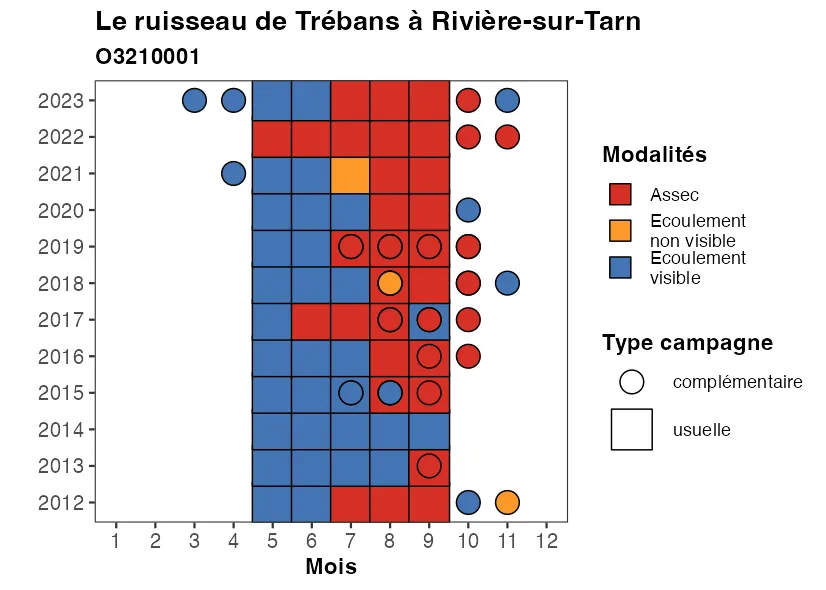 Le ruisseau de Trébans à Rivière-sur-Tarn
O3210001
2023
2022
2021
2020
2019
2018
2017
2016
2015
2014
2013
2012
1 2 3 4 5 6 7 8 9 10 11 12
Mois
Modalités
Assec
Ecoulement
non visible
Ecoulement
visible
Type campagne
complémentaire
usuelle